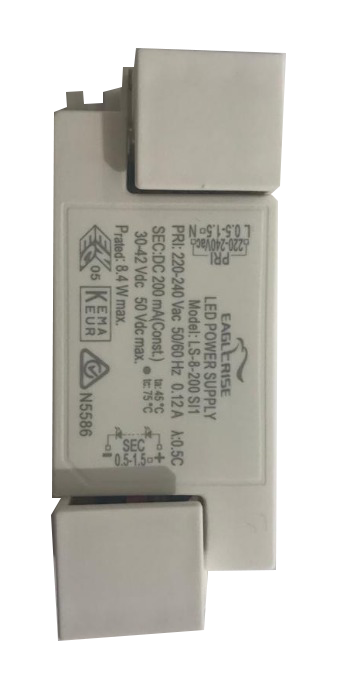 EAGLERISE
LED POWER SUPPLY
Model: LS-8-200 SI1
PRI: 220-240 Vac 50/60 Hz 0.12 A λ:0.5C
SEC:DC 200 mA(Const.)
30-42 Vdc 50 Vdc max.
Prated: 8.4 W max.
ta: 45°C
tc: 75°C
PRI
220-240Vac
L 0.5-1.5 N
SEC
0.5-1.5
- +
05
KEMA
KEUR
N5586